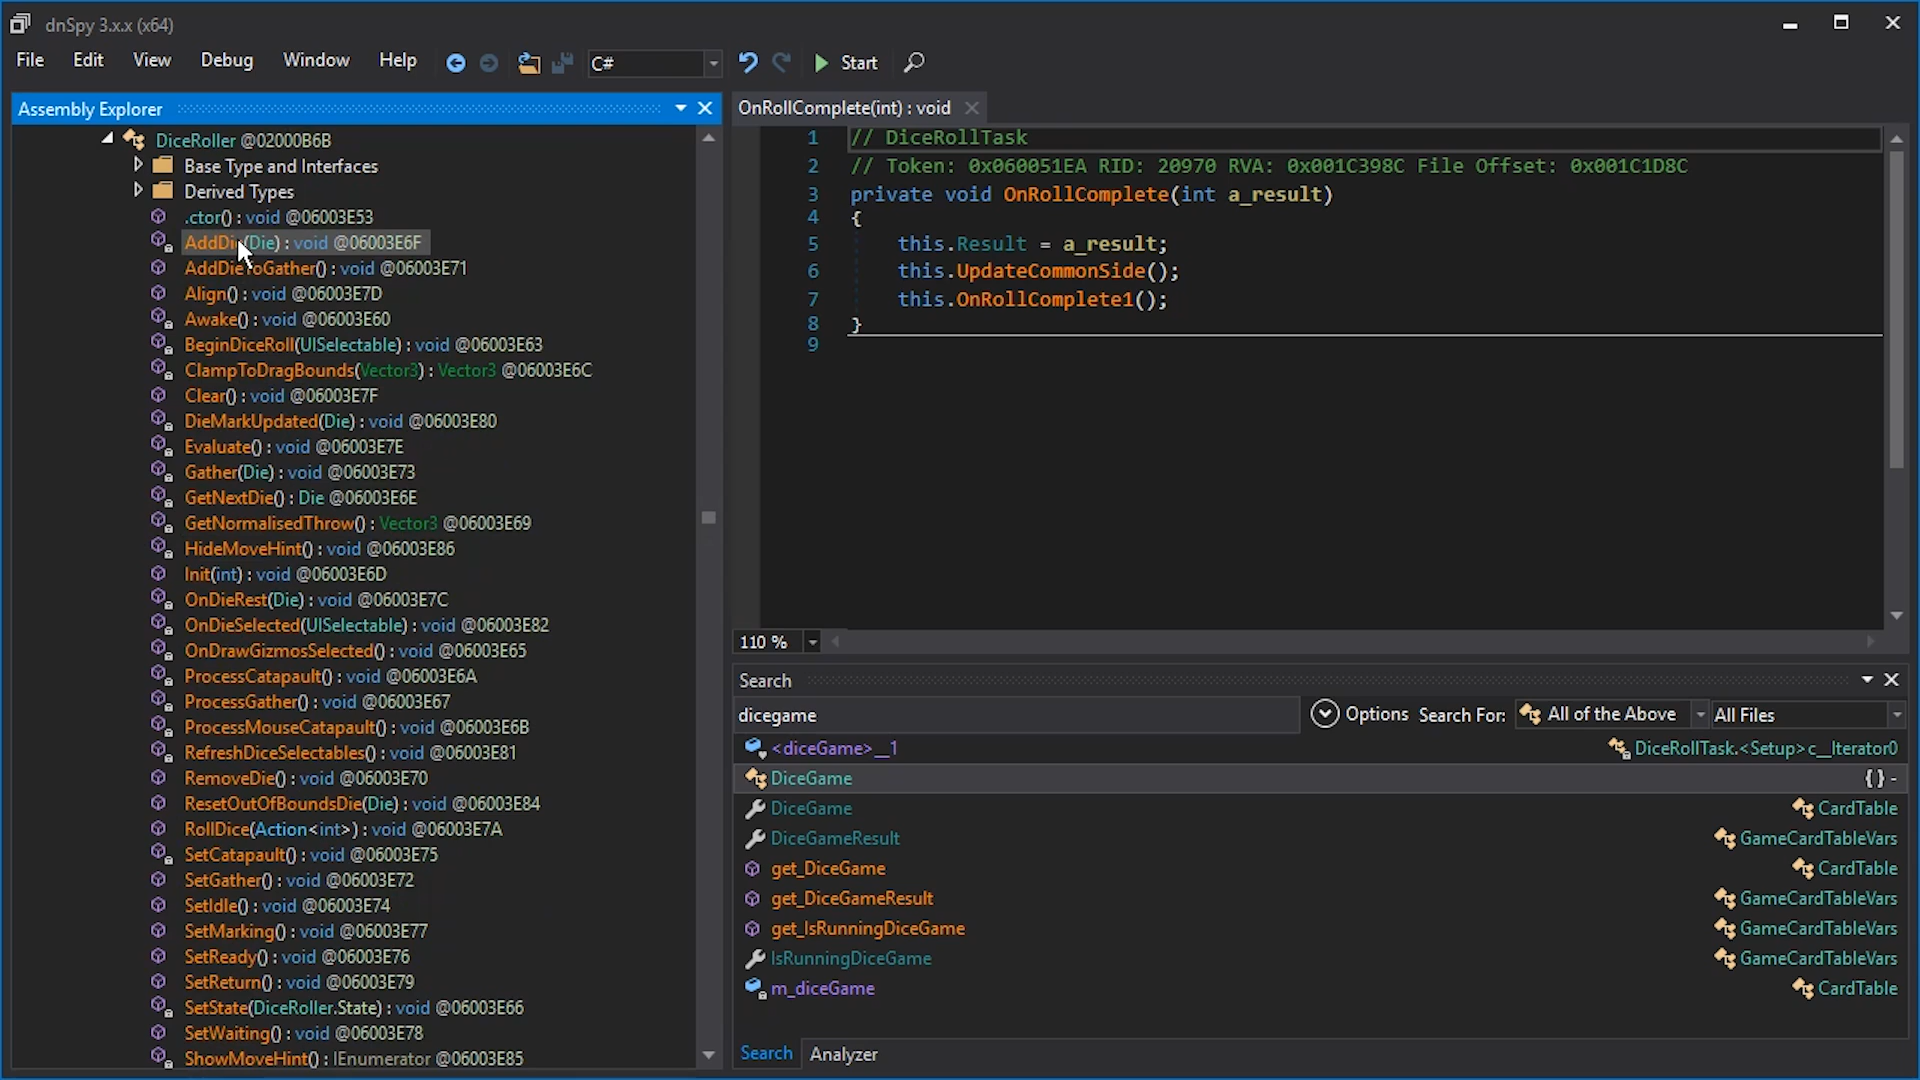 dnSpy 3.x.x (x64)
File Edit View Debug Window Help C# Start
Assembly Explorer
DiceRoller @02000B6B
Base Type and Interfaces
Derived Types
.ctor() : void @06003E53
AddDie(Die) : void @06003E6F
AddDieToGather() : void @06003E71
Align() : void @06003E7D
Awake() : void @06003E60
BeginDiceRoll(UISelectable) : void @06003E63
ClampToDragBounds(Vector3) : Vector3 @06003E6C
Clear() : void @06003E7F
DieMarkUpdated(Die) : void @06003E80
Evaluate() : void @06003E7E
Gather(Die) : void @06003E73
GetNextDie() : Die @06003E6E
GetNormalisedThrow() : Vector3 @06003E69
HideMoveHint() : void @06003E86
Init(int) : void @06003E6D
OnDieRest(Die) : void @06003E7C
OnDieSelected(UISelectable) : void @06003E82
OnDrawGizmosSelected() : void @06003E65
ProcessCatapault() : void @06003E6A
ProcessGather() : void @06003E67
ProcessMouseCatapault() : void @06003E6B
RefreshDiceSelectables() : void @06003E81
RemoveDie() : void @06003E70
ResetOutOfBoundsDie(Die) : void @06003E84
RollDice(Action<int>) : void @06003E7A
SetCatapault() : void @06003E75
SetGather() : void @06003E72
SetIdle() : void @06003E74
SetMarking() : void @06003E77
SetReady() : void @06003E76
SetReturn() : void @06003E79
SetState(DiceRoller.State) : void @06003E66
SetWaiting() : void @06003E78
ShowMoveHint() : IEnumerator @06003E85
OnRollComplete(int) : void
1 // DiceRollTask
2 // Token: 0x060051EA RID: 20970 RVA: 0x001C398C File Offset: 0x001C1D8C
3 private void OnRollComplete(int a_result)
4 {
5 this.Result = a_result;
6 this.UpdateCommonSide();
7 this.OnRollComplete1();
8 }
9
110 %
Search
dicegame Options Search For: All of the Above All Files
<diceGame>__1 DiceRollTask.<Setup>c__Iterator0
DiceGame {} -
DiceGame CardTable
DiceGameResult GameCardTableVars
get_DiceGame CardTable
get_DiceGameResult GameCardTableVars
get_IsRunningDiceGame GameCardTableVars
IsRunningDiceGame GameCardTableVars
m_diceGame CardTable
Search Analyzer